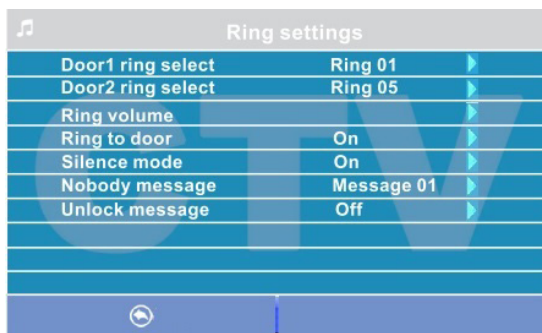 Ring settings
Door1 ring select Ring 01
Door2 ring select Ring 05
Ring volume
Ring to door On
Silence mode On
Nobody message Message 01
Unlock message Off
CTV